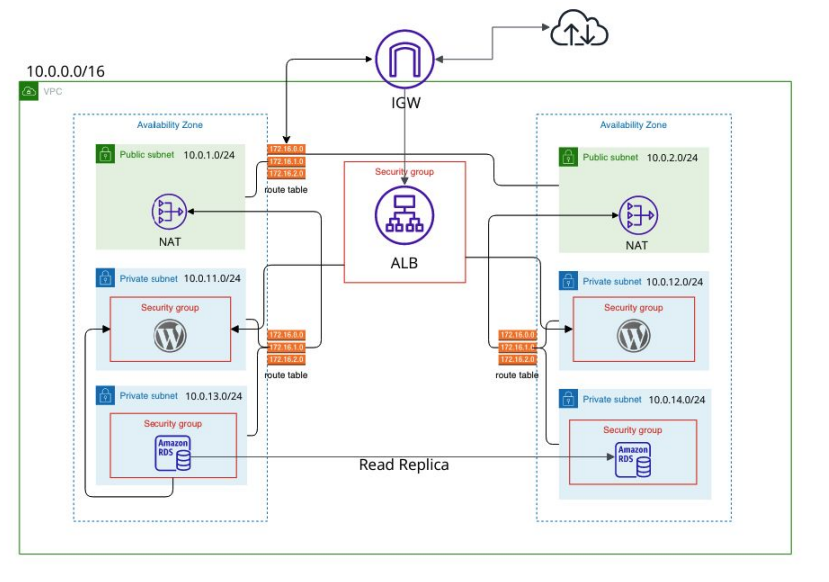 10.0.0.0/16
IGW
VPC
Availability Zone
Availability Zone
Public subnet 10.0.1.0/24
172.16.0.0
172.16.1.0
172.16.2.0
route table
NAT
Security group
ALB
Public subnet 10.0.2.0/24
NAT
Private subnet 10.0.11.0/24
Security group
Private subnet 10.0.12.0/24
Security group
172.16.0.0
172.16.1.0
172.16.2.0
route table
172.16.0.0
172.16.1.0
172.16.2.0
route table
Private subnet 10.0.13.0/24
Security group
Amazon
RDS
Read Replica
Private subnet 10.0.14.0/24
Security group
Amazon
RDS